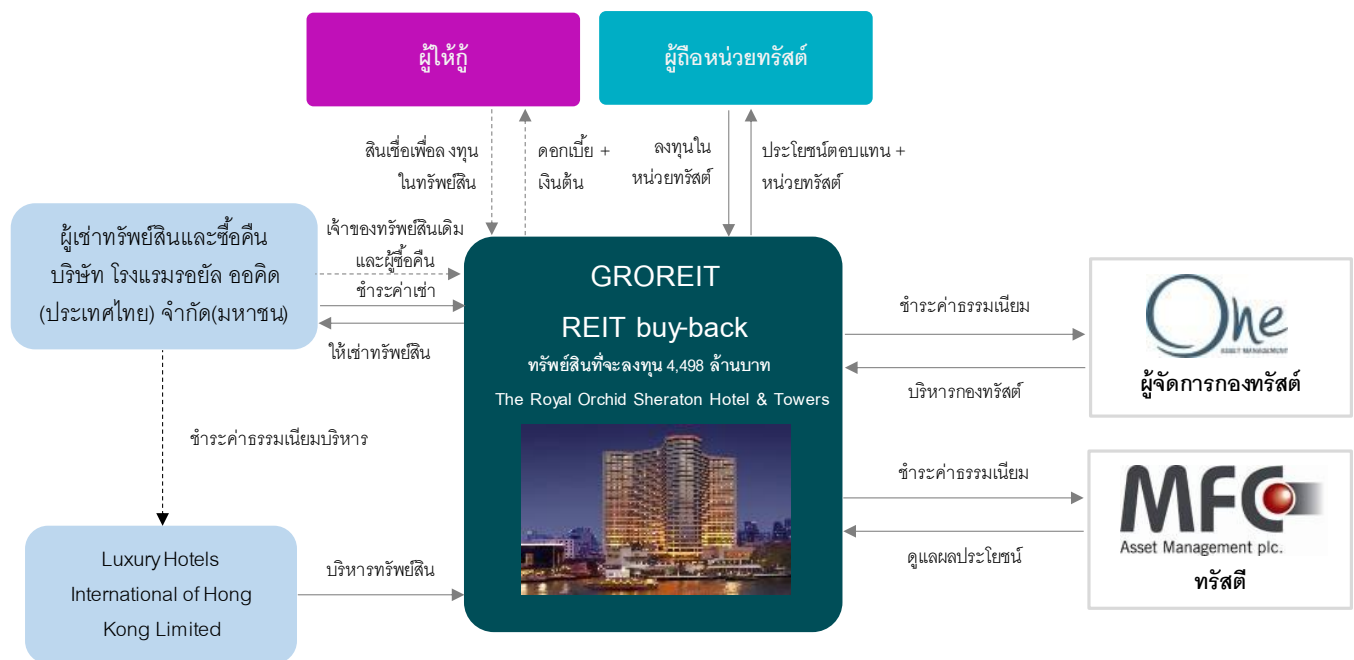 ผู้ให้กู้
ผู้ถือหน่วยทรัสต์
สินเชื่อเพื่อลงทุน
ในทรัพย์สิน
ดอกเบี้ย +
เงินต้น
ลงทุนใน
หน่วยทรัสต์
ประโยชน์ตอบแทน +
หน่วยทรัสต์
ผู้เช่าทรัพย์สินและซื้อคืน
บริษัท โรงแรมรอยัล ออคิด
(ประเทศไทย) จำกัด(มหาชน)
เจ้าของทรัพย์สินเดิม
และผู้ซื้อคืน
ชำระค่าเช่า
ให้เช่าทรัพย์สิน
GROREIT
REIT buy-back
ทรัพย์สินที่จะลงทุน 4,498 ล้านบาท
The Royal Orchid Sheraton Hotel & Towers
ชำระค่าธรรมเนียม
บริหารกองทรัสต์
One
ASSET MANAGEMENT
ผู้จัดการกองทรัสต์
ชำระค่าธรรมเนียมบริหาร
ชำระค่าธรรมเนียม
ดูแลผลประโยชน์
MFC
Asset Management plc.
ทรัสตี
Luxury Hotels
International of Hong
Kong Limited
บริหารทรัพย์สิน